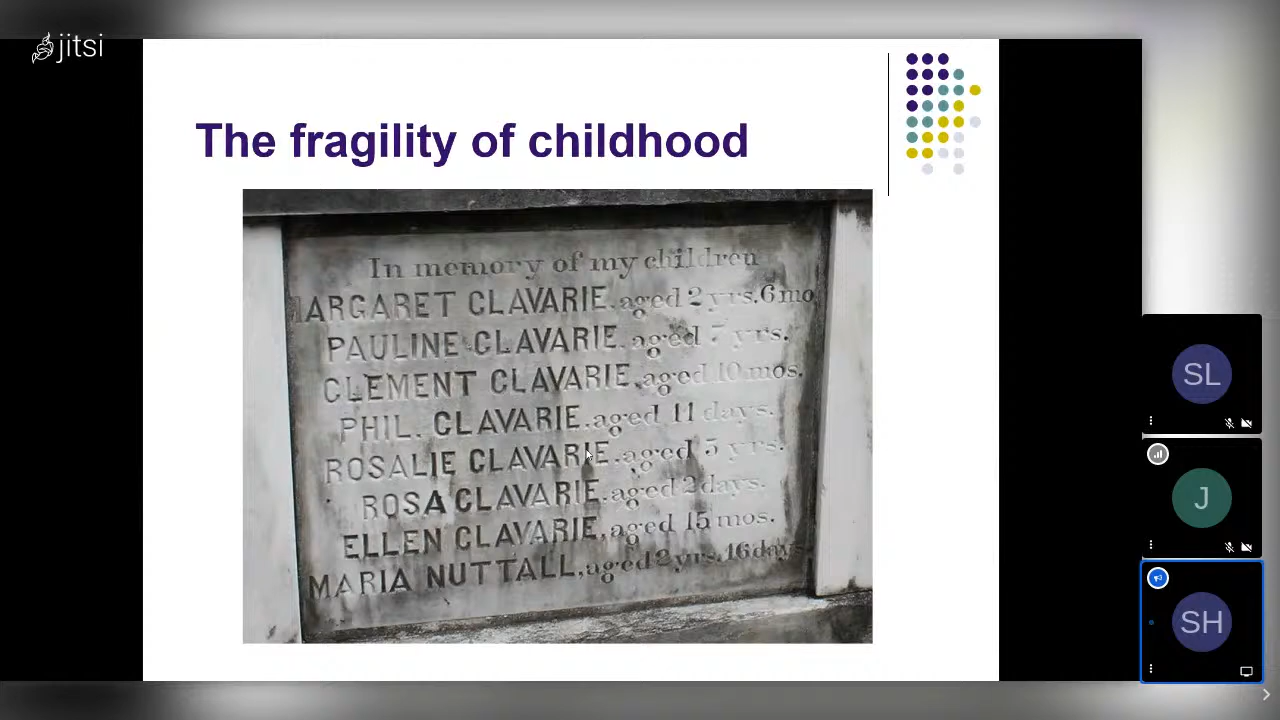 jitsi
The fragility of childhood
In memory of my children
MARGARET CLAVARIE. aged 2 yrs. 6 mo
PAULINE CLAVARIE. aged 7 yrs.
CLEMENT CLAVARIE, aged 10 mos.
PHIL. CLAVARIE. aged 11 days.
ROSALIE CLAVARIE. aged 5 yrs.
ROSA CLAVARIE. aged 2 days.
ELLEN CLAVARIE, aged 15 mos.
MARIA NUTTALL, aged 2 yrs. 16 days
SL
J
SH